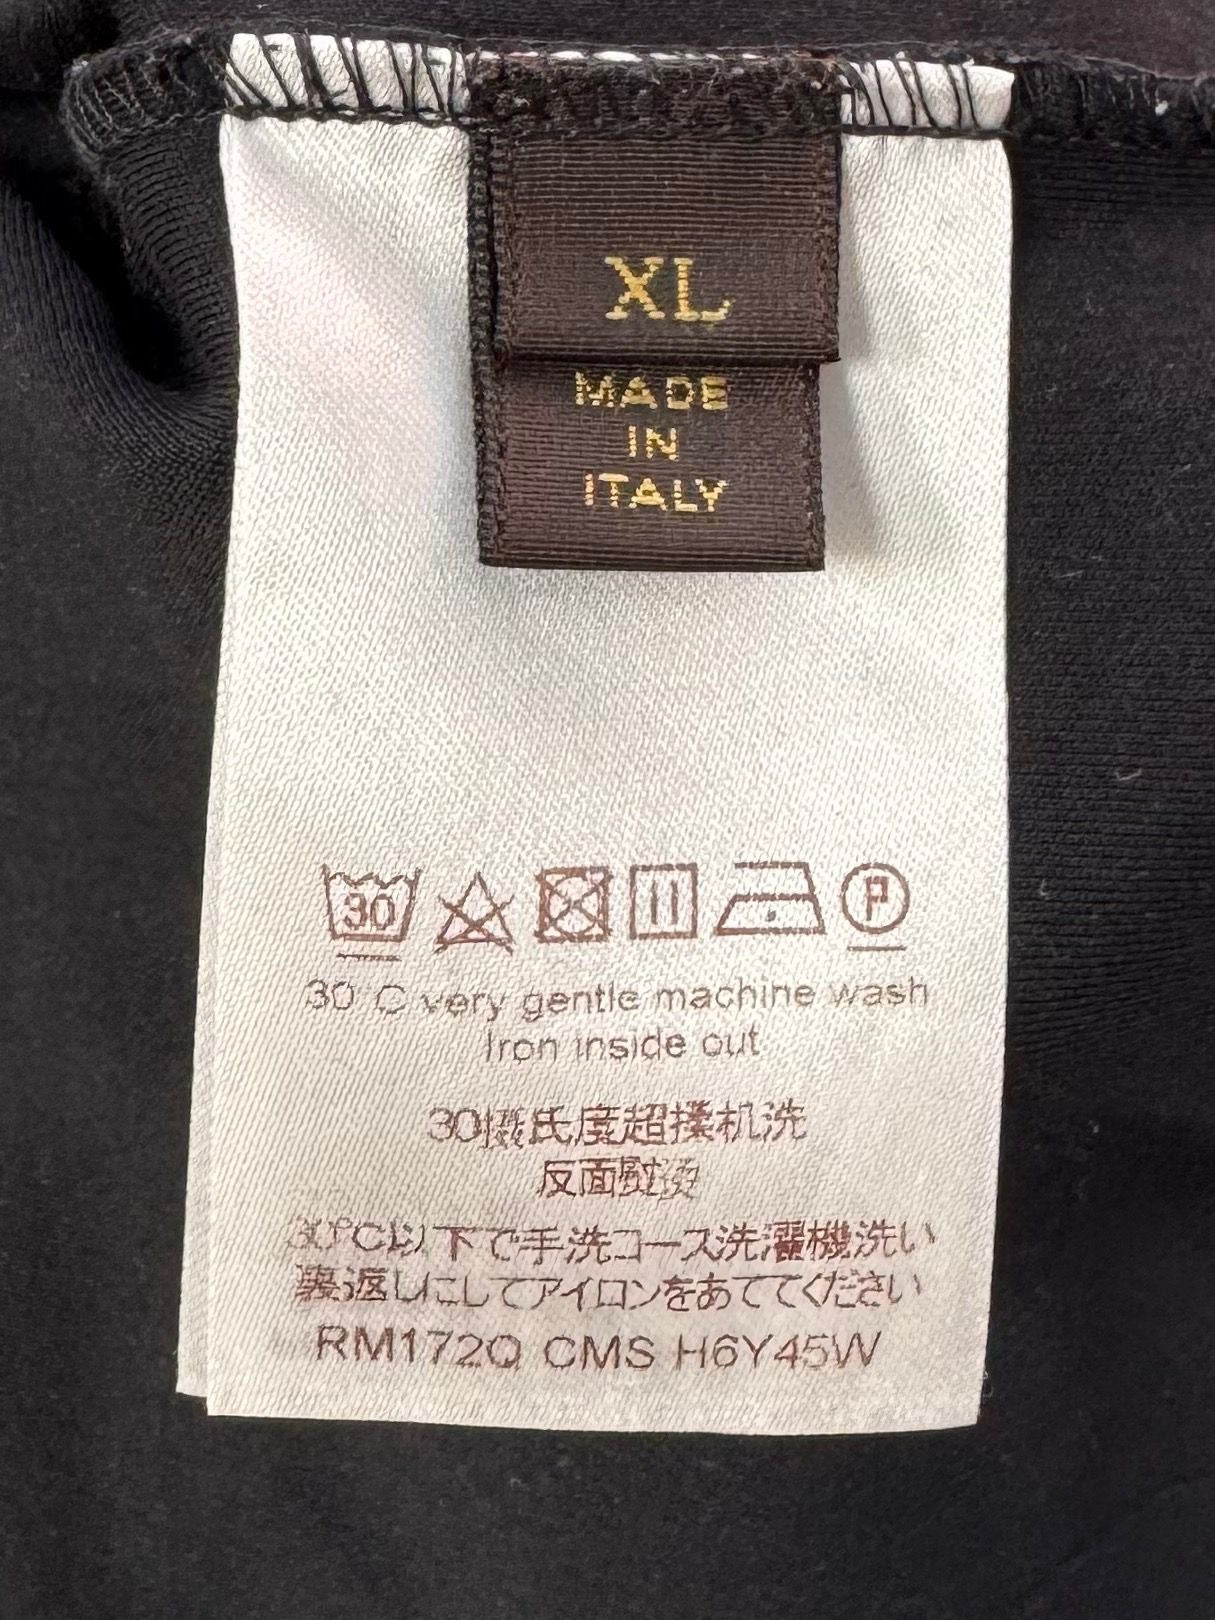 XL
MADE
IN
ITALY
30
P
30°C very gentle machine wash
Iron inside out
30摄氏度超揉机洗
反面熨烫
30℃以下で手洗コース洗濯機洗い
裏返しにしてアイロンをあててください
RM172Q CMS H6Y45W